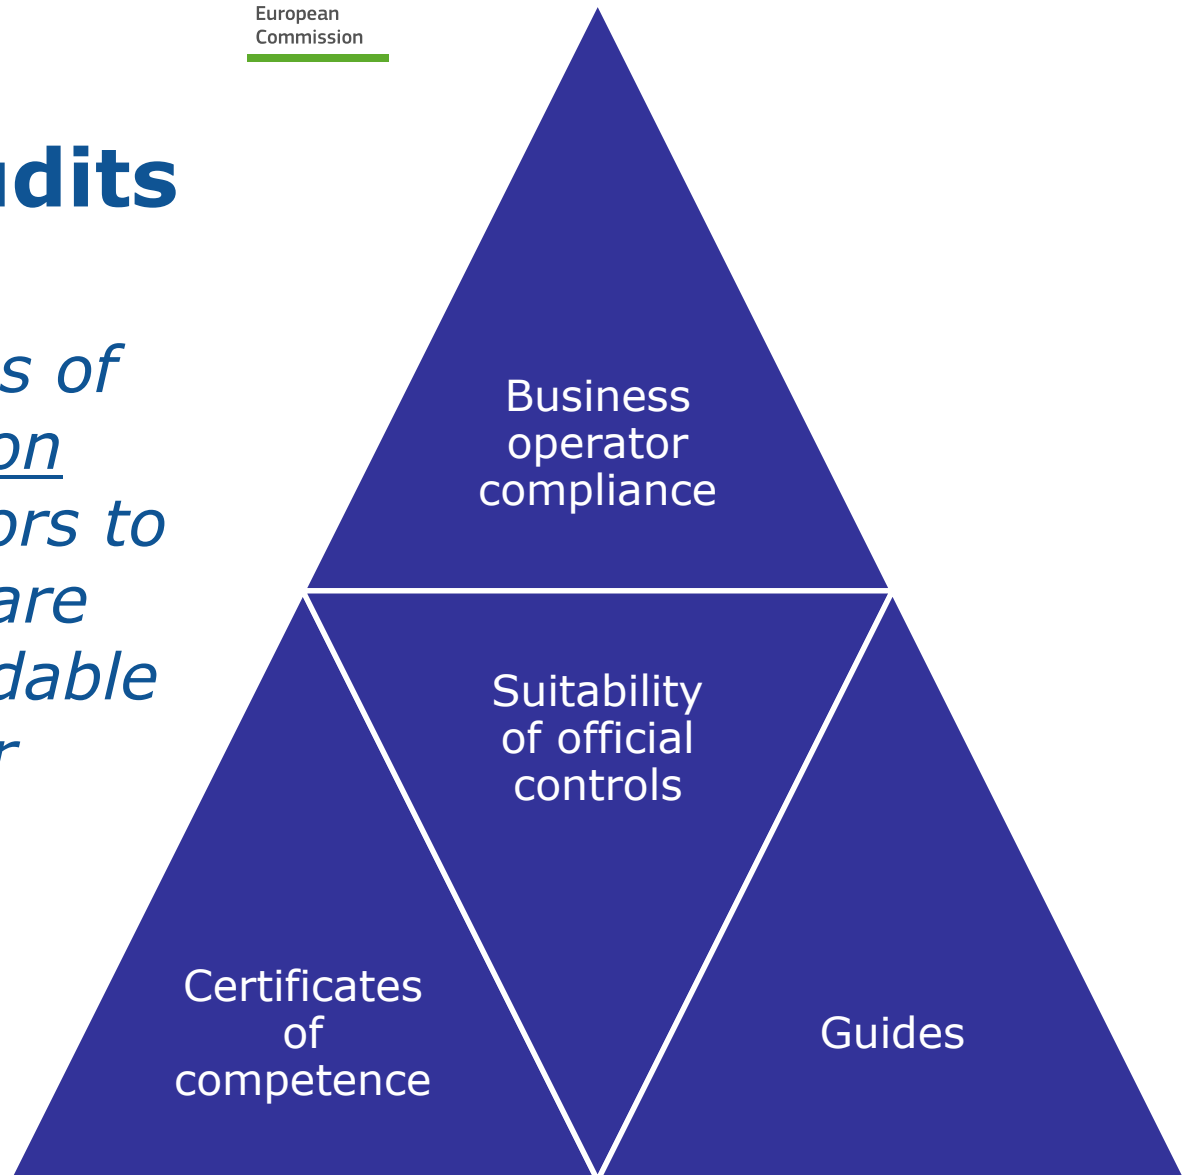 European
Commission
udits
s of
on
ors to
are
dable
r
Business
operator
compliance
Suitability
of official
controls
Certificates
of
competence
Guides